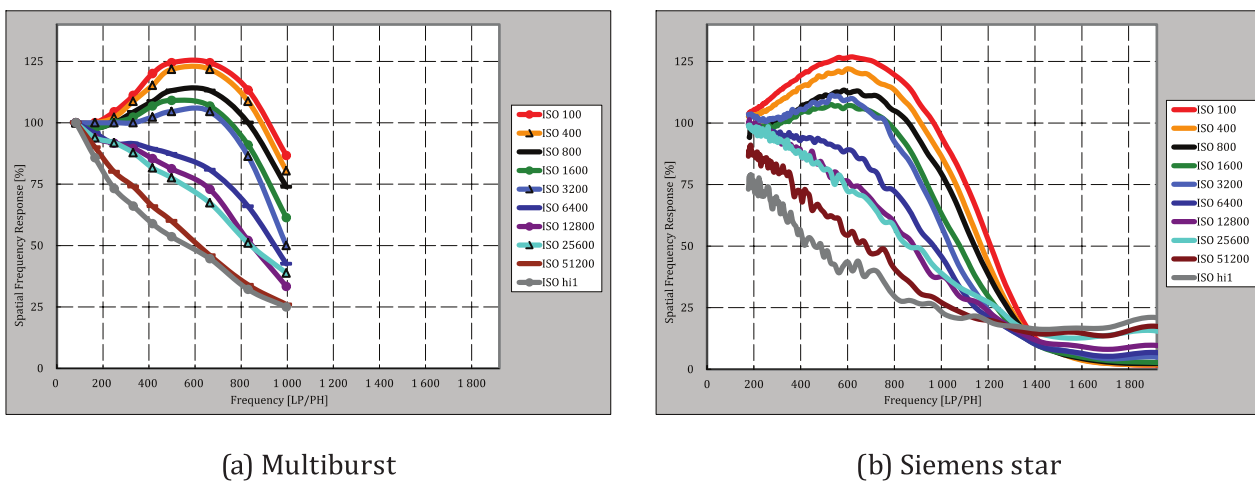 125
100
75
50
25
0
Spatial Frequency Response [%]
0 200 400 600 800 1 000 1 200 1 400 1 600 1 800
Frequency [LP/PH]
ISO 100
ISO 400
ISO 800
ISO 1600
ISO 3200
ISO 6400
ISO 12800
ISO 25600
ISO 51200
ISO hi1
(a) Multiburst
125
100
75
50
25
0
Spatial Frequency Response [%]
0 200 400 600 800 1 000 1 200 1 400 1 600 1 800
Frequency [LP/PH]
ISO 100
ISO 400
ISO 800
ISO 1600
ISO 3200
ISO 6400
ISO 12800
ISO 25600
ISO 51200
ISO hi1
(b) Siemens star